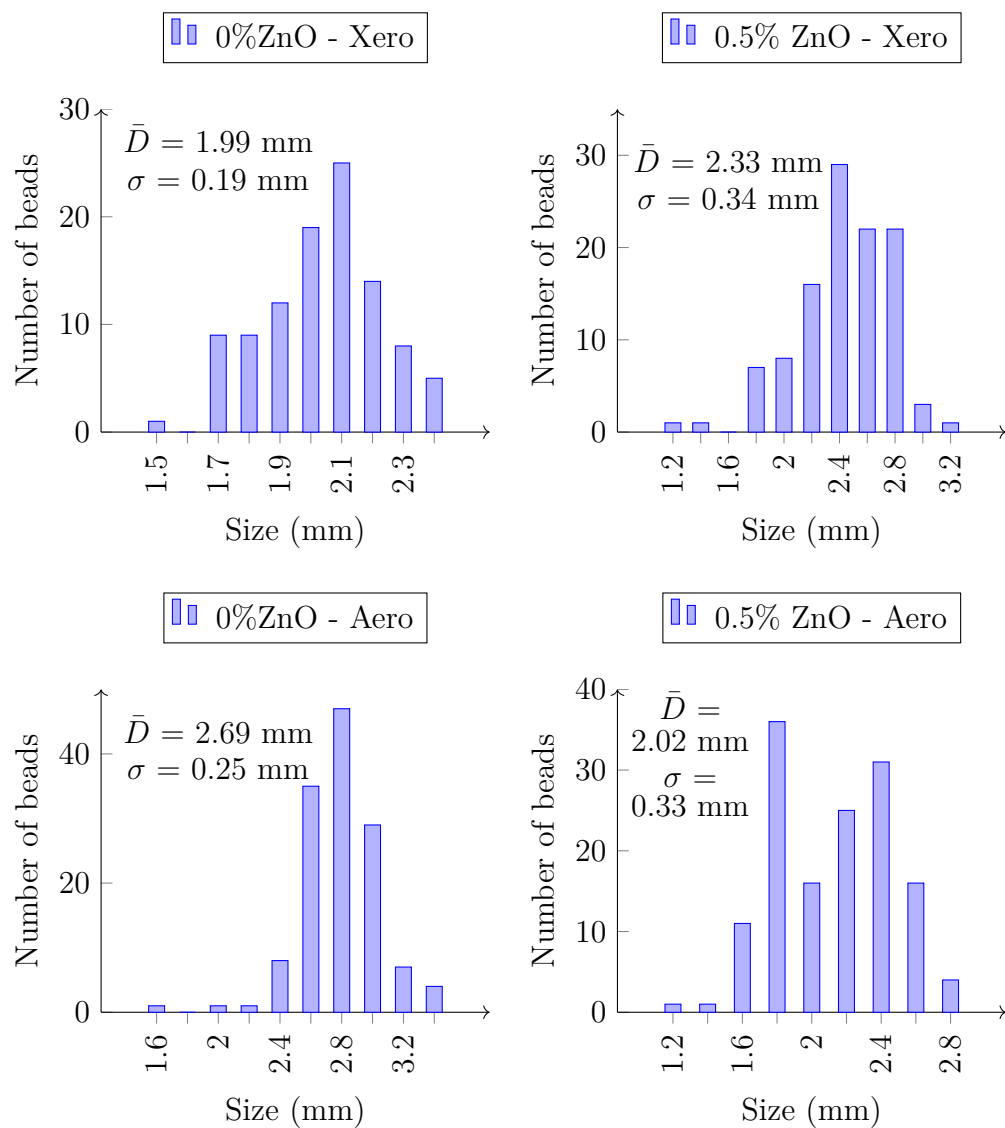 0%ZnO - Xero
30
20
10
0
Number of beads
D̄ = 1.99 mm
σ = 0.19 mm
1.5 1.7 1.9 2.1 2.3
Size (mm)
0.5% ZnO - Xero
30
20
10
0
Number of beads
D̄ = 2.33 mm
σ = 0.34 mm
1.2 1.6 2 2.4 2.8 3.2
Size (mm)
0%ZnO - Aero
40
20
0
Number of beads
D̄ = 2.69 mm
σ = 0.25 mm
1.6 2 2.4 2.8 3.2
Size (mm)
0.5% ZnO - Aero
40
30
20
10
0
Number of beads
D̄ =
2.02 mm
σ =
0.33 mm
1.2 1.6 2 2.4 2.8
Size (mm)